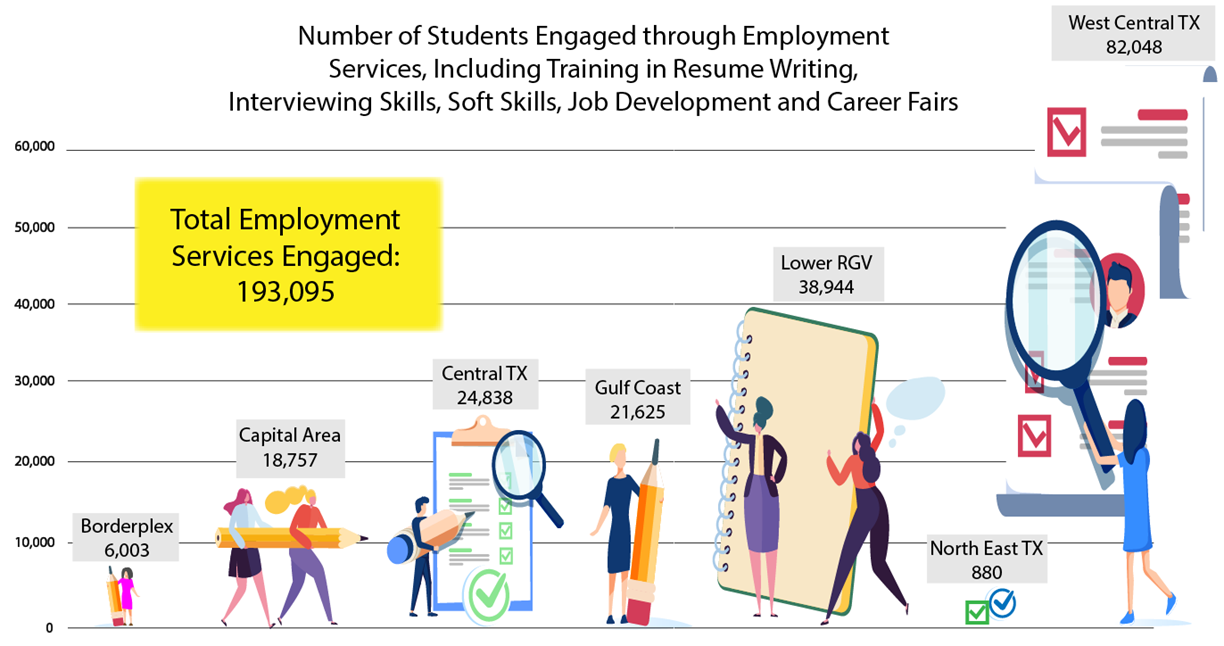 Number of Students Engaged through Employment
Services, Including Training in Resume Writing,
Interviewing Skills, Soft Skills, Job Development and Career Fairs
West Central TX
82,048
60,000
50,000
40,000
30,000
20,000
10,000
0
Total Employment
Services Engaged:
193,095
Borderplex
6,003
Capital Area
18,757
Central TX
24,838
Gulf Coast
21,625
Lower RGV
38,944
North East TX
880